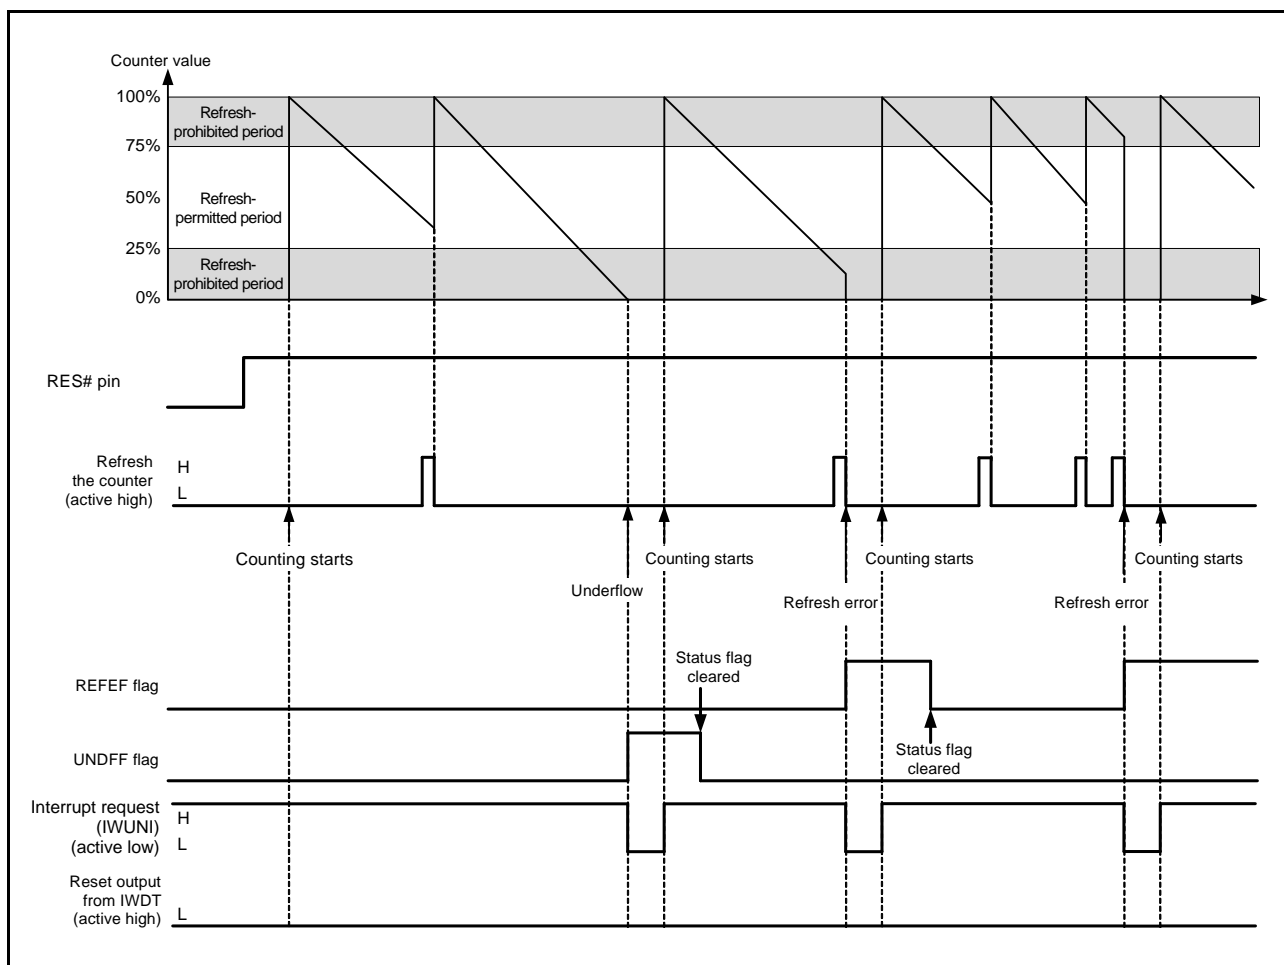 Counter value
100%
Refresh-
prohibited period
75%
50%
Refresh-
permitted period
25%
Refresh-
prohibited period
0%
RES# pin
Refresh
the counter
(active high)
H
L
Counting starts
Counting starts
Counting starts
Counting starts
Underflow
Refresh error
Refresh error
Status flag
cleared
REFEF flag
Status flag
cleared
UNDFF flag
Interrupt request
(IWUNI)
(active low)
H
L
Reset output
from IWDT
(active high)
L